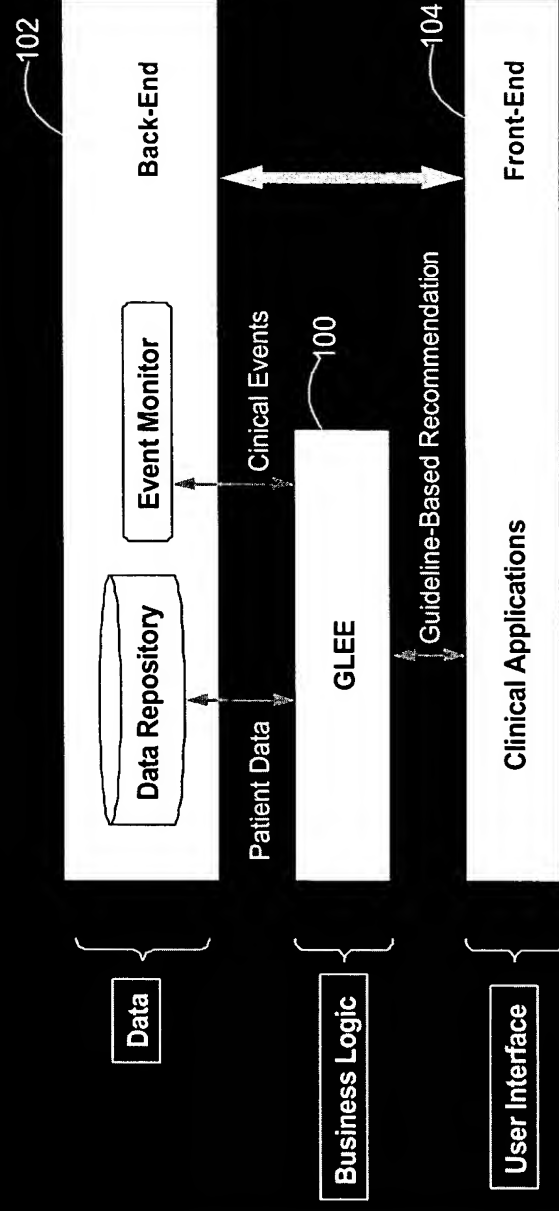 102
Data
Data Repository
Event Monitor
Back-End
Patient Data
Cinical Events
100
Business Logic
GLEE
Guideline-Based Recommendation
104
User Interface
Clinical Applications
Front-End